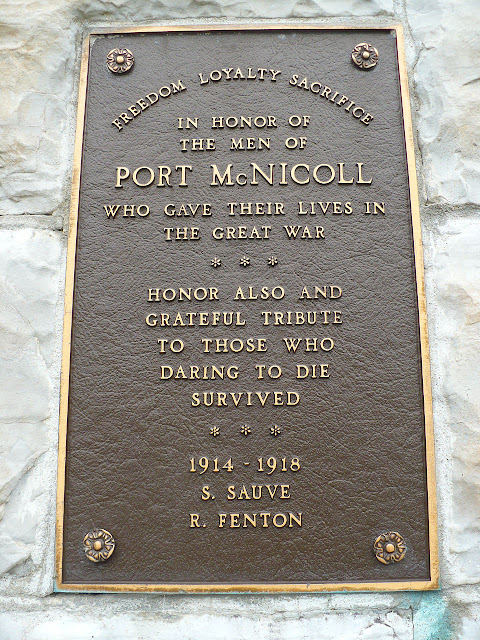 FREEDOM LOYALTY SACRIFICE
IN HONOR OF
THE MEN OF
PORT McNICOLL
WHO GAVE THEIR LIVES IN
THE GREAT WAR
* * *
HONOR ALSO AND
GRATEFUL TRIBUTE
TO THOSE WHO
DARING TO DIE
SURVIVED
* * *
1914 - 1918
S. SAUVE
R. FENTON